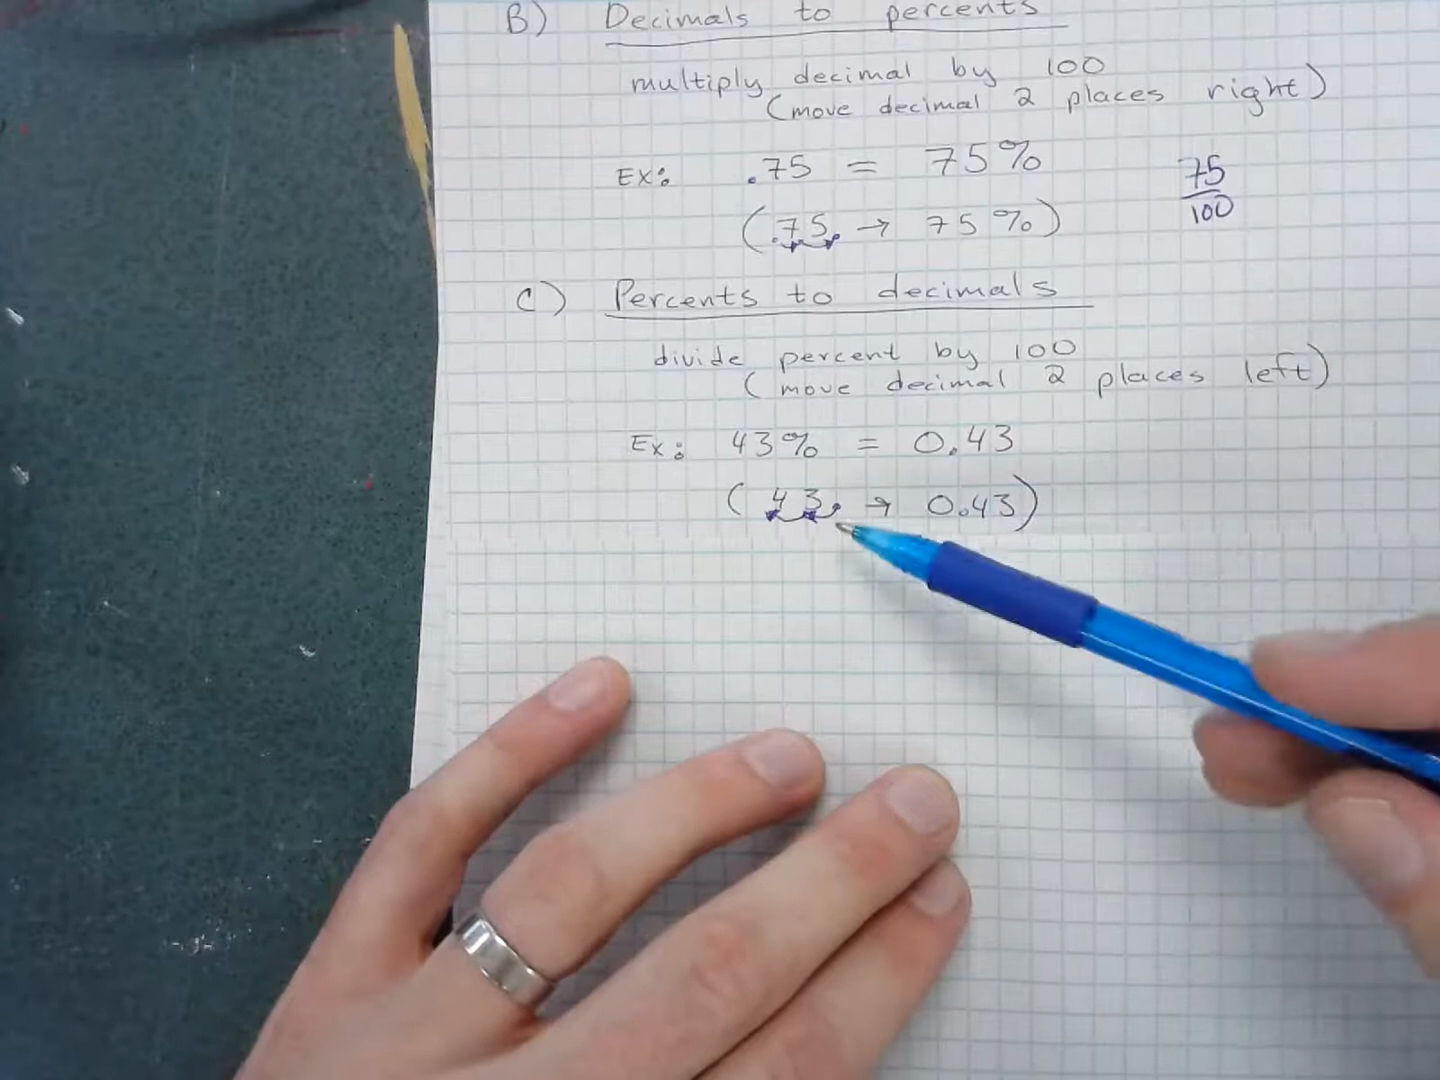 B) Decimals to percents
multiply decimal by 100
(move decimal 2 places right)
Ex: .75 = 75%
75
100
(.75. → 75%)
C) Percents to decimals
divide percent by 100
(move decimal 2 places left)
Ex: 43% = 0.43
(43. → 0.43)